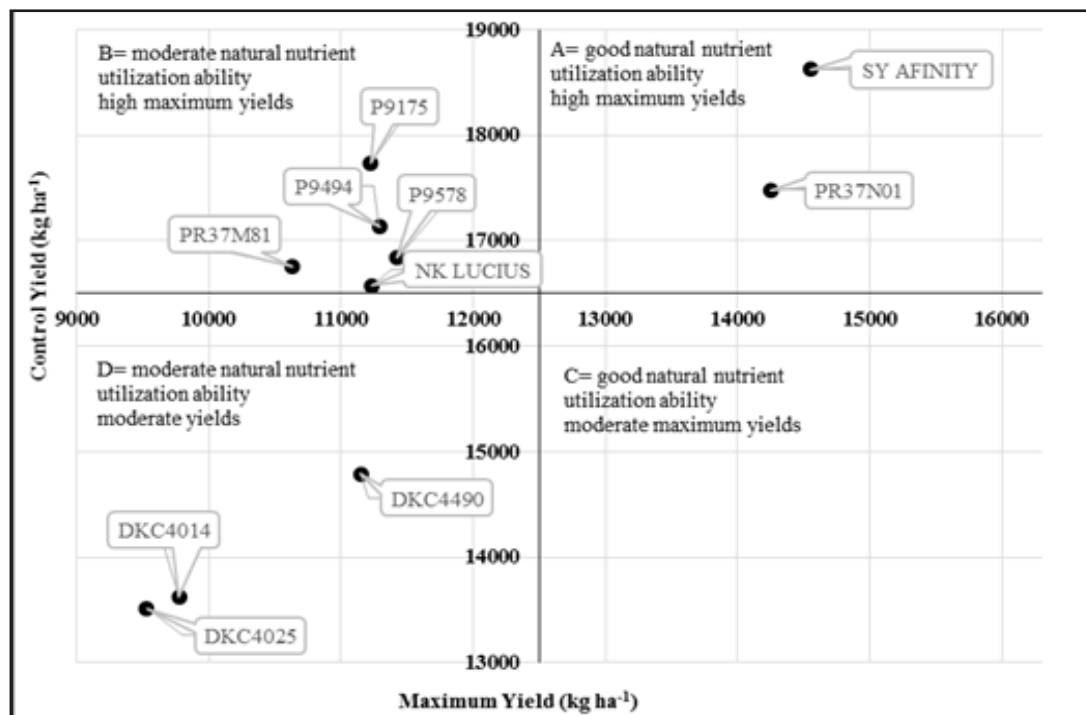 19000
B= moderate natural nutrient
utilization ability
high maximum yields
A= good natural nutrient
utilization ability
high maximum yields
SY AFINITY
P9175
18000
P9494
P9578
PR37N01
PR37M81
17000
NK LUCIUS
Control Yield (kg ha-1)
9000 10000 11000 12000 13000 14000 15000 16000
16000
D= moderate natural nutrient
utilization ability
moderate yields
C= good natural nutrient
utilization ability
moderate maximum yields
15000
DKC4490
DKC4014
14000
DKC4025
13000
Maximum Yield (kg ha-1)